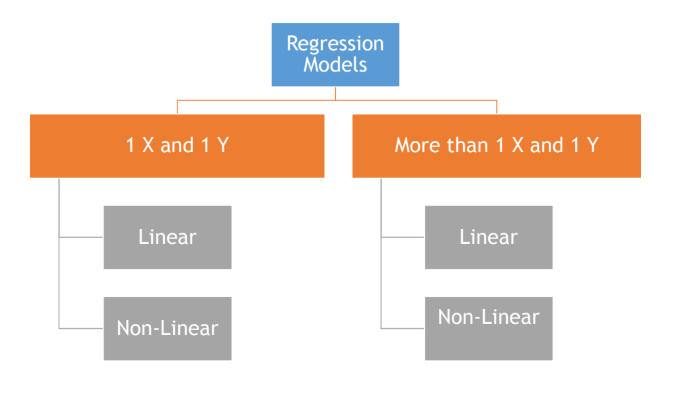 Regression
Models
1 X and 1 Y
More than 1 X and 1 Y
Linear
Linear
Non-Linear
Non-Linear